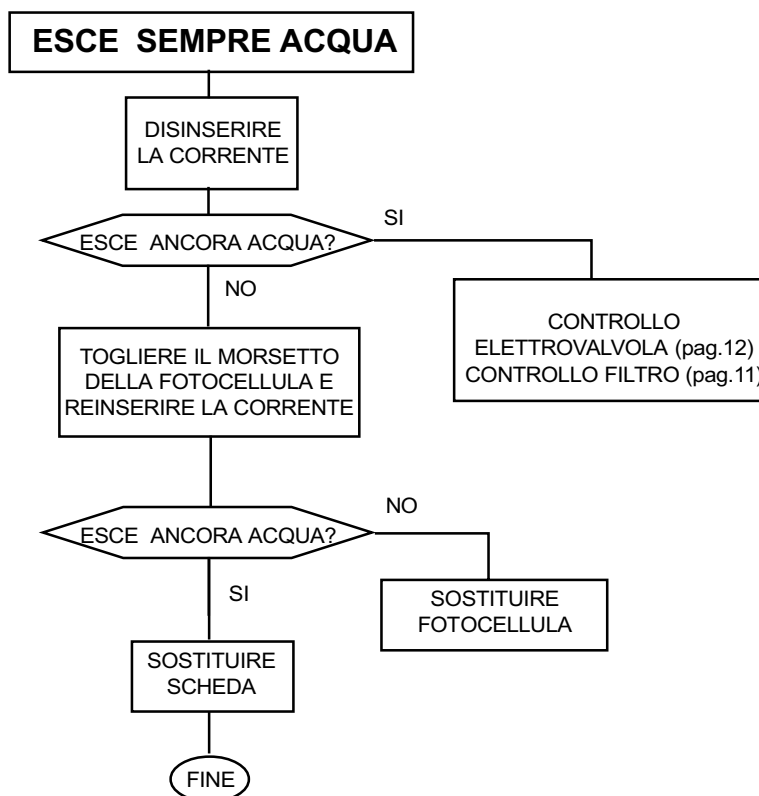 ESCE SEMPRE ACQUA
DISINSERIRE
LA CORRENTE
ESCE ANCORA ACQUA?
SI
NO
CONTROLLO
ELETTROVALVOLA (pag.12)
CONTROLLO FILTRO (pag.11)
TOGLIERE IL MORSETTO
DELLA FOTOCELLULA E
REINSERIRE LA CORRENTE
ESCE ANCORA ACQUA?
NO
SI
SOSTITUIRE
FOTOCELLULA
SOSTITUIRE
SCHEDA
FINE